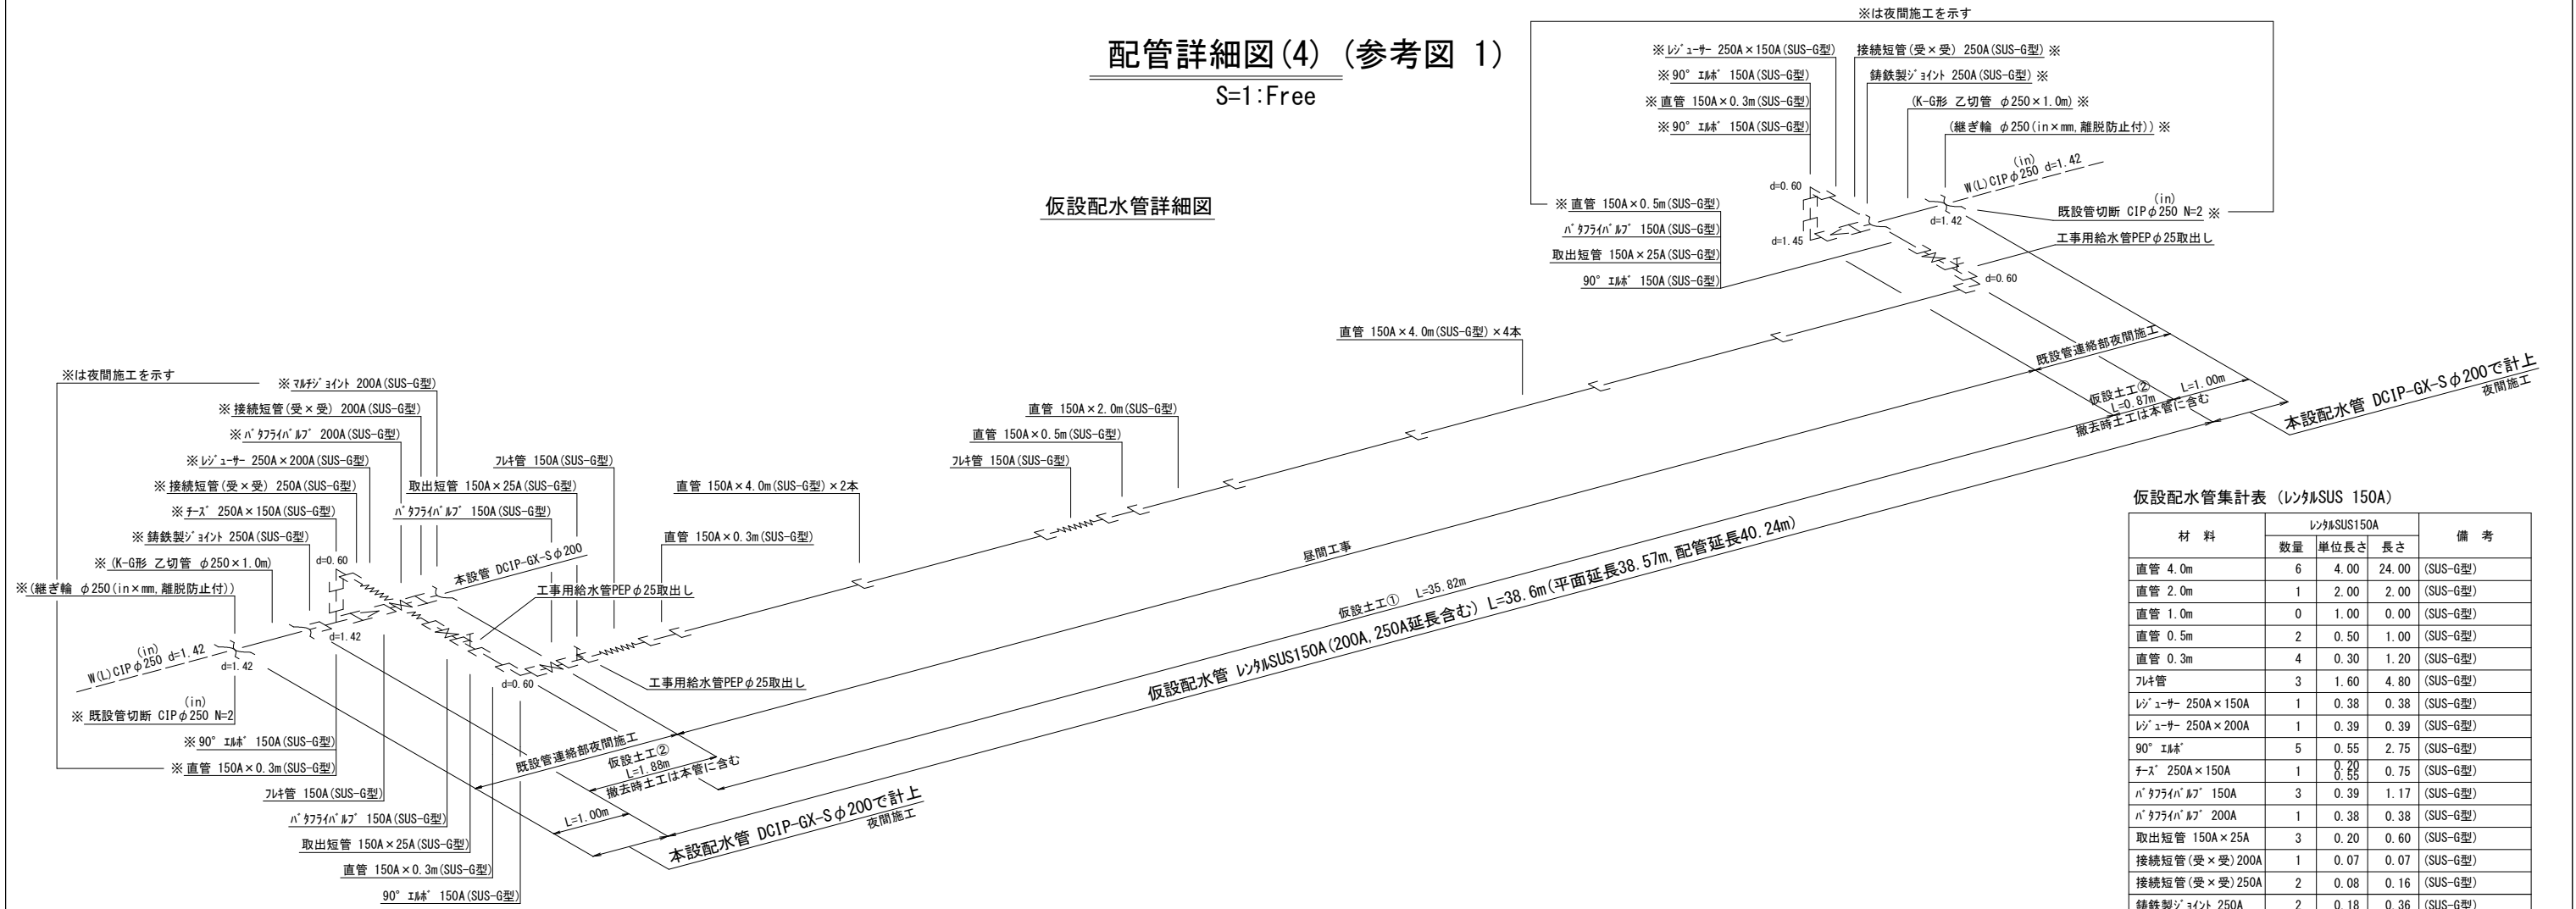 配管詳細図(4) (参考図 1)
S=1:Free
仮設配水管詳細図
※は夜間施工を示す
※ﾚｼﾞｭｰｻｰ 250A×150A(SUS-G型)
接続短管(受×受) 250A(SUS-G型) ※
※90° ｴﾙﾎﾞ 150A(SUS-G型)
鋳鉄製ｼﾞｮｲﾝﾄ 250A(SUS-G型) ※
※直管 150A×0.3m(SUS-G型)
(K-G形 乙切管 φ250×1.0m) ※
※90° ｴﾙﾎﾞ 150A(SUS-G型)
(継ぎ輪 φ250(in×mm,離脱防止付)) ※
(in)
W(L)CIPφ250 d=1.42
d=0.60
※直管 150A×0.5m(SUS-G型)
(in)
既設管切断 CIPφ250 N=2 ※
d=1.42
ﾊﾞﾀﾌﾗｲﾊﾞﾙﾌﾞ 150A(SUS-G型)
d=1.45
工事用給水管PEPφ25取出し
取出短管 150A×25A(SUS-G型)
90° ｴﾙﾎﾞ 150A(SUS-G型)
d=0.60
直管 150A×4.0m(SUS-G型)×4本
既設管連絡部夜間施工
仮設土工②
L=0.87m
L=1.00m
撤去時土工は本管に含む
本設配水管 DCIP-GX-Sφ200で計上
夜間施工
※は夜間施工を示す
※ﾏﾙﾁｼﾞｮｲﾝﾄ 200A(SUS-G型)
※接続短管(受×受) 200A(SUS-G型)
※ﾊﾞﾀﾌﾗｲﾊﾞﾙﾌﾞ 200A(SUS-G型)
※ﾚｼﾞｭｰｻｰ 250A×200A(SUS-G型)
※接続短管(受×受) 250A(SUS-G型)
※ﾁｰｽﾞ 250A×150A(SUS-G型)
※鋳鉄製ｼﾞｮｲﾝﾄ 250A(SUS-G型)
※(K-G形 乙切管 φ250×1.0m)
※(継ぎ輪 φ250(in×mm,離脱防止付))
ﾌﾚｷ管 150A(SUS-G型)
取出短管 150A×25A(SUS-G型)
ﾊﾞﾀﾌﾗｲﾊﾞﾙﾌﾞ 150A(SUS-G型)
直管 150A×4.0m(SUS-G型)×2本
直管 150A×0.3m(SUS-G型)
直管 150A×2.0m(SUS-G型)
直管 150A×0.5m(SUS-G型)
ﾌﾚｷ管 150A(SUS-G型)
d=0.60
本設管 DCIP-GX-Sφ200
工事用給水管PEPφ25取出し
d=1.42
(in)
W(L)CIPφ250 d=1.42
d=1.42
d=0.60
工事用給水管PEPφ25取出し
(in)
※ 既設管切断 CIPφ250 N=2
※90° ｴﾙﾎﾞ 150A(SUS-G型)
※直管 150A×0.3m(SUS-G型)
ﾌﾚｷ管 150A(SUS-G型)
ﾊﾞﾀﾌﾗｲﾊﾞﾙﾌﾞ 150A(SUS-G型)
取出短管 150A×25A(SUS-G型)
直管 150A×0.3m(SUS-G型)
90° ｴﾙﾎﾞ 150A(SUS-G型)
既設管連絡部夜間施工
仮設土工②
L=1.88m
撤去時土工は本管に含む
L=1.00m
本設配水管 DCIP-GX-Sφ200で計上
夜間施工
昼間工事
仮設土工① L=35.82m
仮設配水管 ﾚﾝﾀﾙSUS150A(200A,250A延長含む) L=38.6m(平面延長38.57m,配管延長40.24m)
仮設配水管集計表 (ﾚﾝﾀﾙSUS 150A)
材 料 ﾚﾝﾀﾙSUS150A 備 考
数量 単位長さ 長さ
直管 4.0m 6 4.00 24.00 (SUS-G型)
直管 2.0m 1 2.00 2.00 (SUS-G型)
直管 1.0m 0 1.00 0.00 (SUS-G型)
直管 0.5m 2 0.50 1.00 (SUS-G型)
直管 0.3m 4 0.30 1.20 (SUS-G型)
ﾌﾚｷ管 3 1.60 4.80 (SUS-G型)
ﾚｼﾞｭｰｻｰ 250A×150A 1 0.38 0.38 (SUS-G型)
ﾚｼﾞｭｰｻｰ 250A×200A 1 0.39 0.39 (SUS-G型)
90° ｴﾙﾎﾞ 5 0.55 2.75 (SUS-G型)
ﾁｰｽﾞ 250A×150A 1 0.20 0.55 0.75 (SUS-G型)
ﾊﾞﾀﾌﾗｲﾊﾞﾙﾌﾞ 150A 3 0.39 1.17 (SUS-G型)
ﾊﾞﾀﾌﾗｲﾊﾞﾙﾌﾞ 200A 1 0.38 0.38 (SUS-G型)
取出短管 150A×25A 3 0.20 0.60 (SUS-G型)
接続短管(受×受)200A 1 0.07 0.07 (SUS-G型)
接続短管(受×受)250A 2 0.08 0.16 (SUS-G型)
鋳鉄製ｼﾞｮｲﾝﾄ 250A 2 0.18 0.36 (SUS-G型)